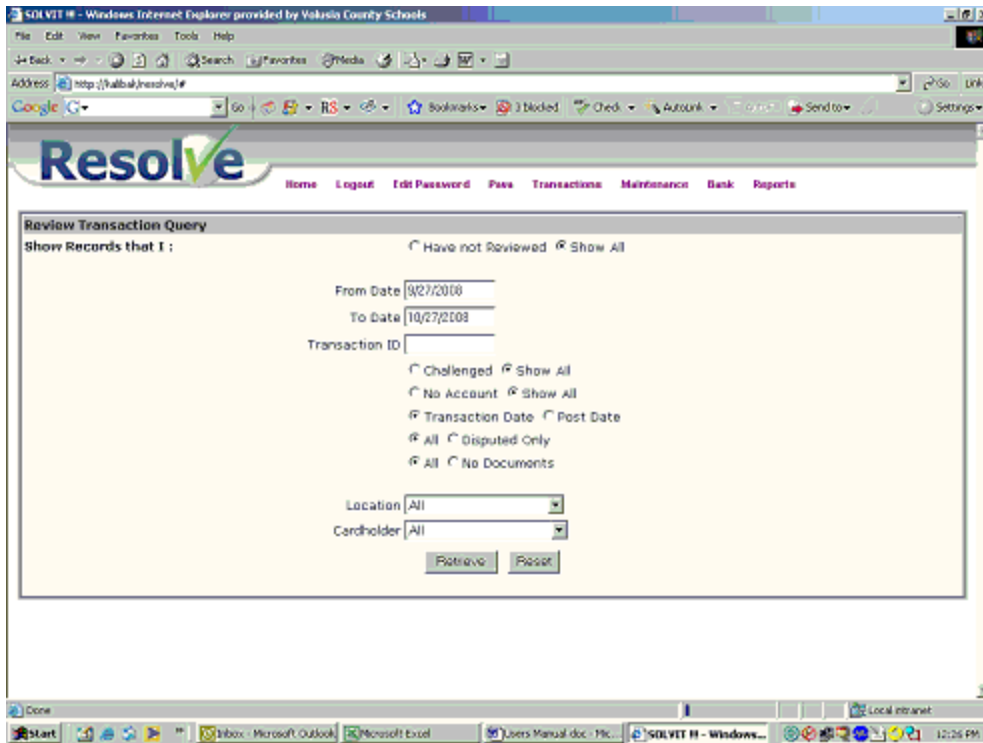 SOLVIT !!! - Windows Internet Explorer provided by Volusia County Schools
File Edit View Favorites Tools Help
Back Search Favorites Media
Address http://kalibak/resolve/# Go Link
Google G Go RS Bookmarks 3 blocked Check AutoLink Send to Settings
Resolve
Home Logout Edit Password Transactions Maintenance Bank Reports
Review Transaction Query
Show Records that I : Have not Reviewed Show All
From Date 9/27/2008
To Date 10/27/2008
Transaction ID
Challenged Show All
No Account Show All
Transaction Date Post Date
All Disputed Only
All No Documents
Location All
Cardholder All
Retrieve Reset
Done Local intranet
Start Inbox - Microsoft Outlook Microsoft Excel Users Manual.doc - Mic... SOLVIT !!! - Windows... 12:26 PM